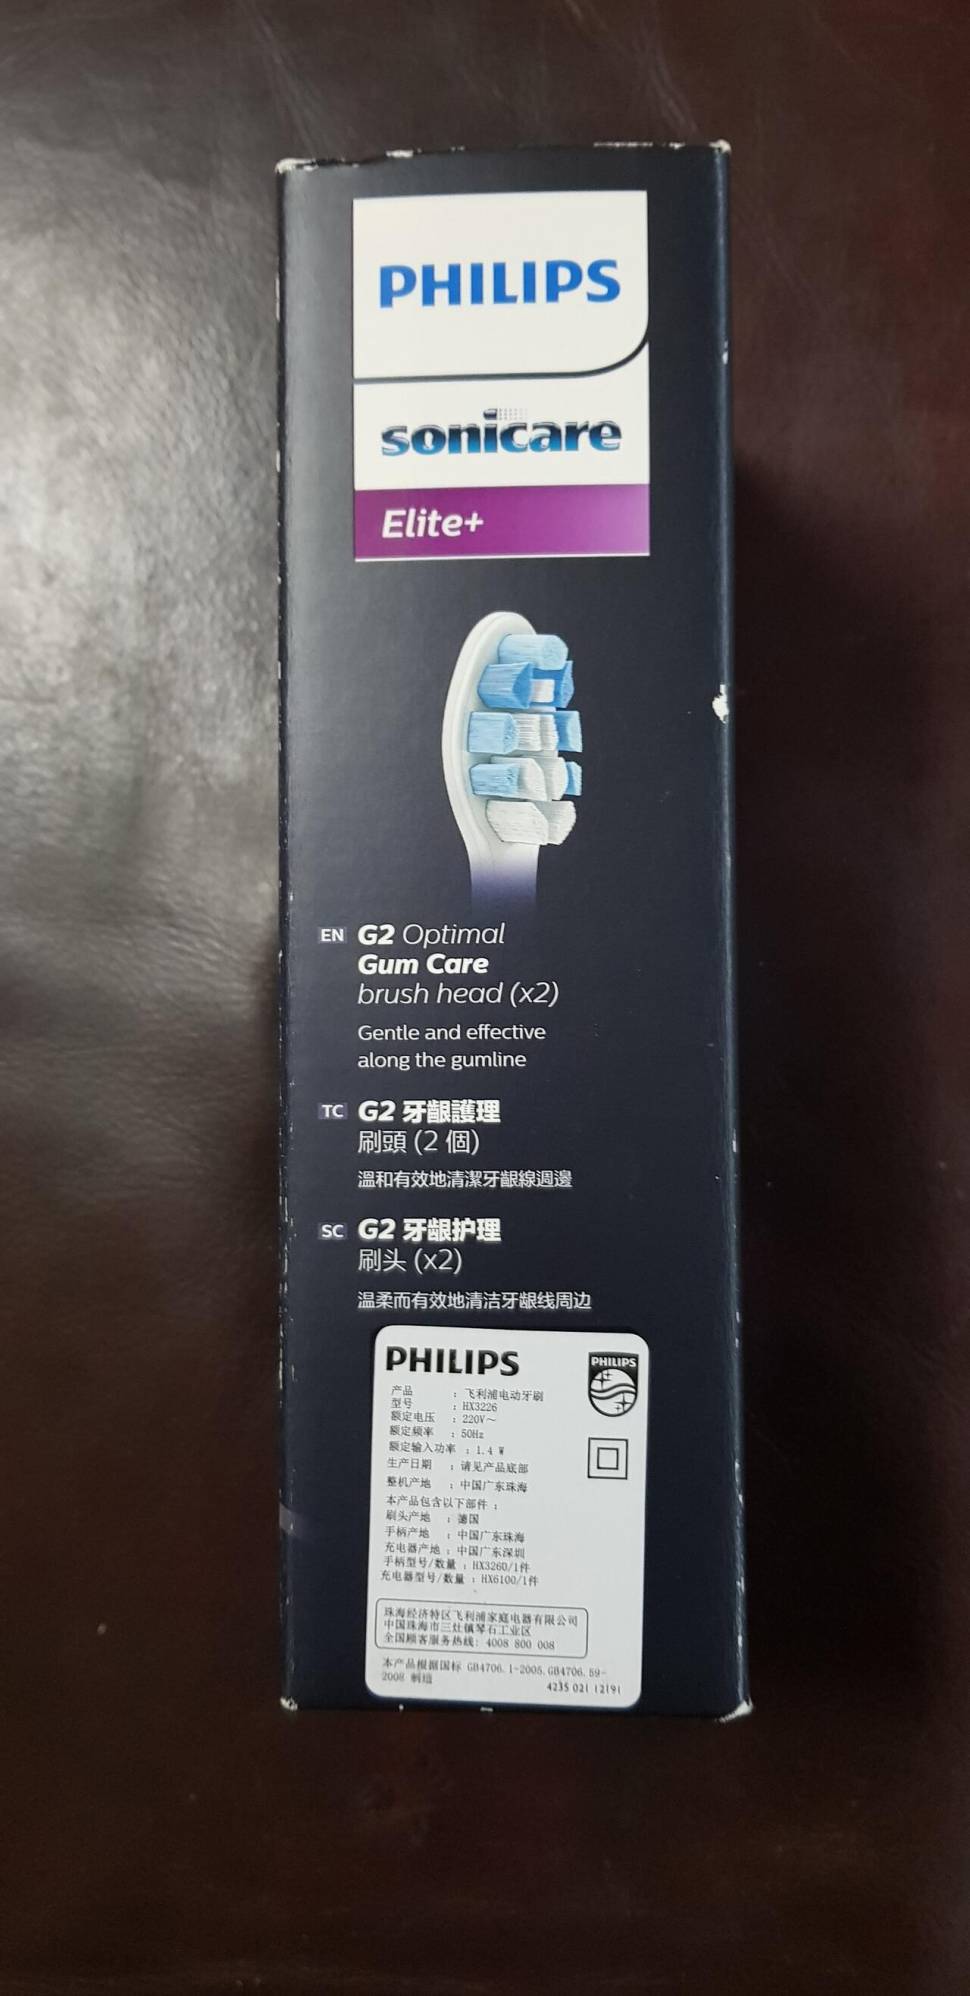 PHILIPS
sonicare
Elite+
EN G2 Optimal
Gum Care
brush head (x2)
Gentle and effective
along the gumline
TC G2 牙齦護理
刷頭 (2 個)
溫和有效地清潔牙齦線週邊
SC G2 牙龈护理
刷头 (x2)
温柔而有效地清洁牙龈线周边
PHILIPS
PHILIPS
产品 : 飞利浦电动牙刷
型号 : HX3226
额定电压 : 220V~
额定频率 : 50Hz
额定输入功率 : 1.4 W
生产日期 : 请见产品底部
整机产地 : 中国广东珠海
本产品包含以下部件 :
刷头产地 : 德国
手柄产地 : 中国广东珠海
充电器产地 : 中国广东深圳
手柄型号/数量 : HX3260/1件
充电器型号/数量 : HX6100/1件
珠海经济特区飞利浦家庭电器有限公司
中国珠海市三灶镇琴石工业区
全国顾客服务热线: 4008 800 008
本产品根据国标 GB4706.1-2005.GB4706.59-
2008 制造
4235 021 12191